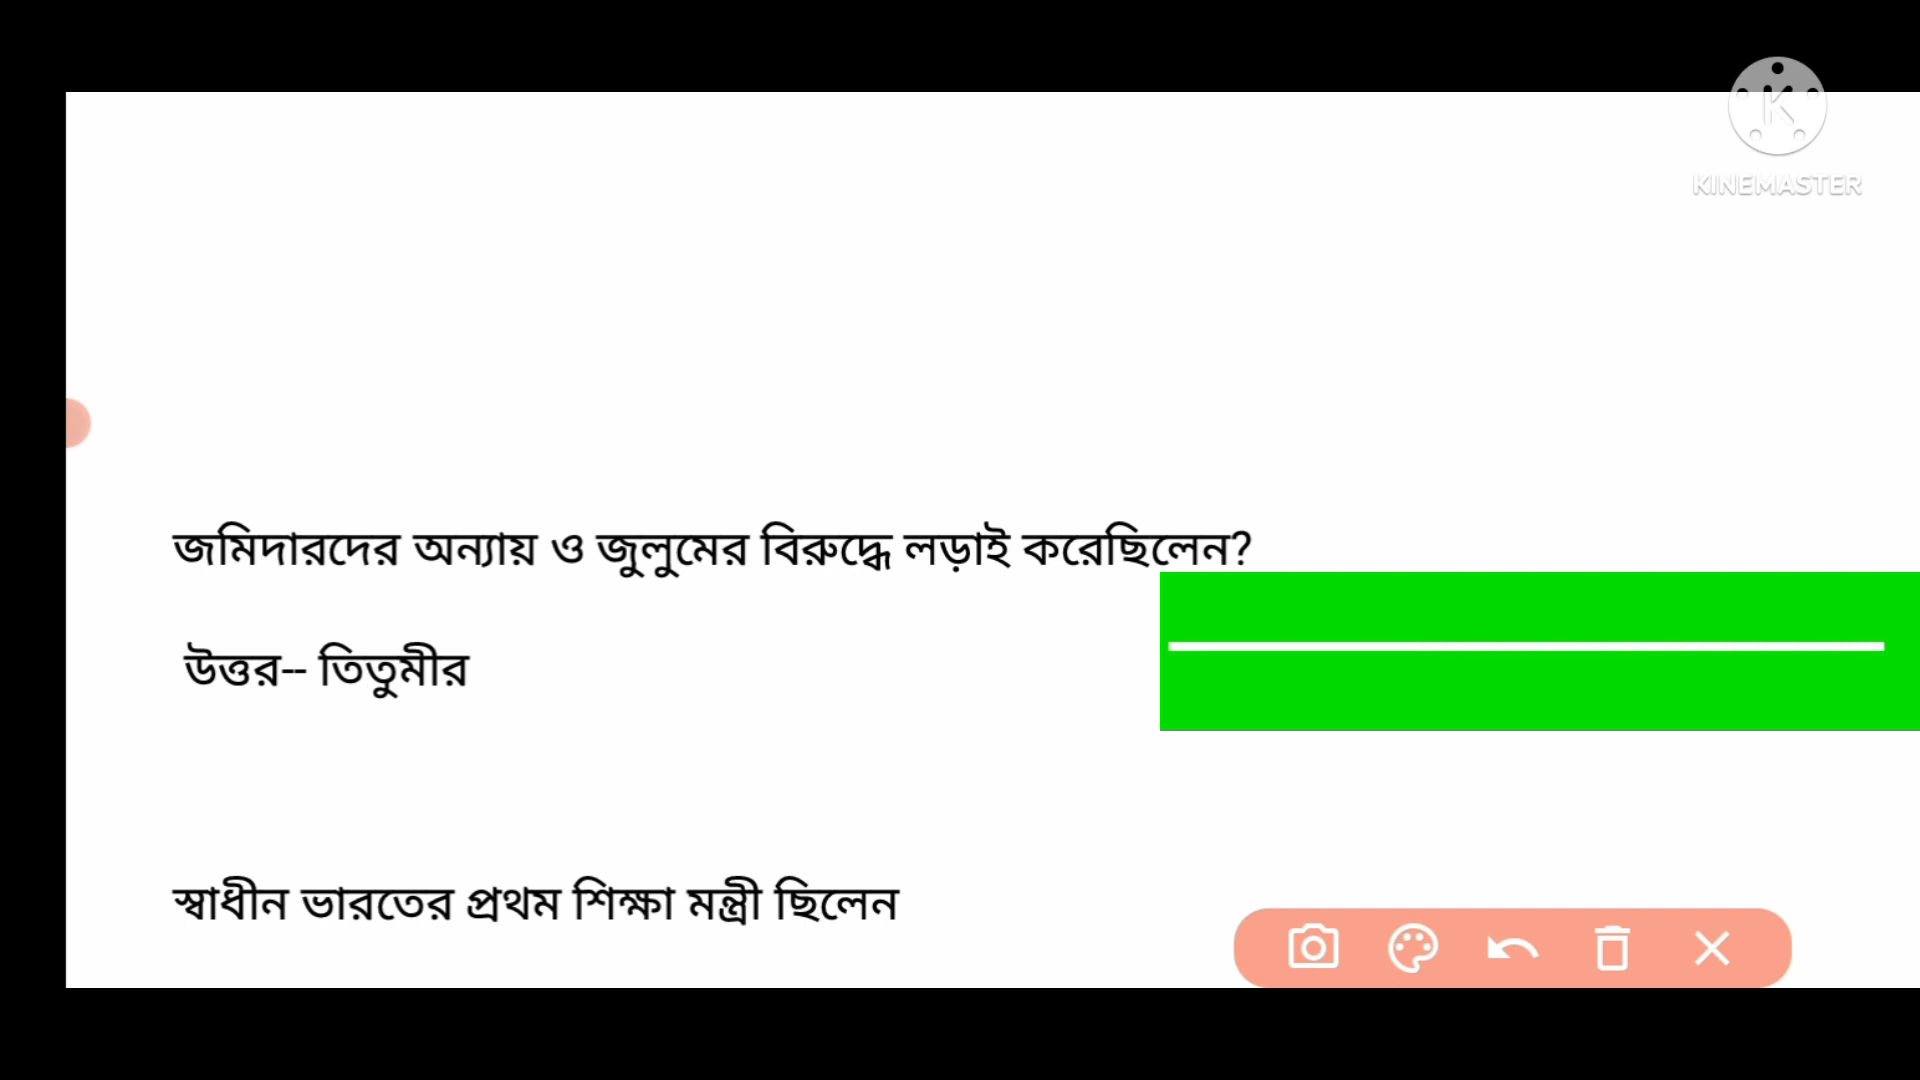 KINEMASTER
জমিদারদের অন্যায় ও জুলুমের বিরুদ্ধে লড়াই করেছিলেন?
উত্তর-- তিতুমীর
স্বাধীন ভারতের প্রথম শিক্ষা মন্ত্রী ছিলেন